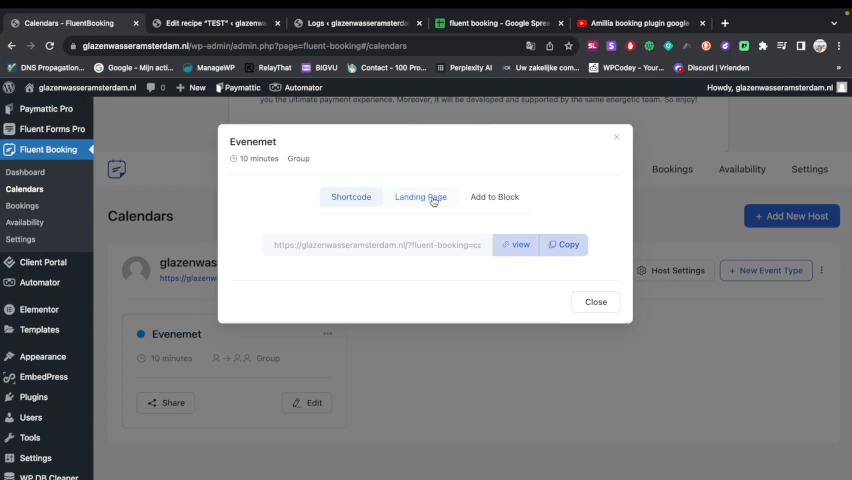 Calendars - FluentBooking
Edit recipe "TEST" ‹ glazenwas
Logs ‹ glazenwasseramsterdam
fluent booking - Google Sprea
Amillia booking plugin google
glazenwasseramsterdam.nl/wp-admin/admin.php?page=fluent-booking#/calendars
DNS Propagation...
Google - Mijn acti...
ManageWP
RelayThat
BIGVU
Contact - 100 Pro...
Perplexity AI
Uw zakelijke com...
WPCodey - Your...
Discord | Vrienden
glazenwasseramsterdam.nl
0
New
Paymattic
Automator
Howdy, glazenwasseramsterdam.nl
you the ultimate payment experience. Moreover, it will be developed and supported by the same energetic team. So enjoy!
Paymattic Pro
Fluent Forms Pro
Fluent Booking
Dashboard
Calendars
Bookings
Availability
Settings
Client Portal
Automator
Elementor
Templates
Appearance
EmbedPress
Plugins
Users
Tools
Settings
WP DB Cleaner
Bookings
Availability
Settings
Calendars
+ Add New Host
glazenwas
https://glazenwas
Host Settings
+ New Event Type
Evenemet
10 minutes
Group
Share
Edit
Evenemet
10 minutes
Group
Shortcode
Landing Page
Add to Block
https://glazenwasseramsterdam.nl/?fluent-booking=ca
view
Copy
Close